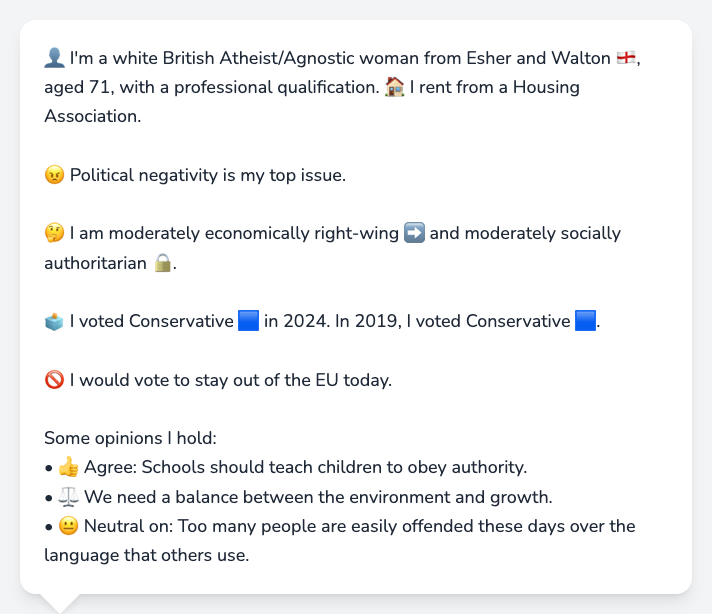 👤 I'm a white British Atheist/Agnostic woman from Esher and Walton 🏴󠁧󠁢󠁥󠁮󠁧󠁿,
aged 71, with a professional qualification. 🏠 I rent from a Housing
Association.
😠 Political negativity is my top issue.
🤔 I am moderately economically right-wing ➡️ and moderately socially
authoritarian 🔒.
🗳️ I voted Conservative 🟦 in 2024. In 2019, I voted Conservative 🟦.
🚫 I would vote to stay out of the EU today.
Some opinions I hold:
• 👍 Agree: Schools should teach children to obey authority.
• ⚖️ We need a balance between the environment and growth.
• 😐 Neutral on: Too many people are easily offended these days over the
language that others use.